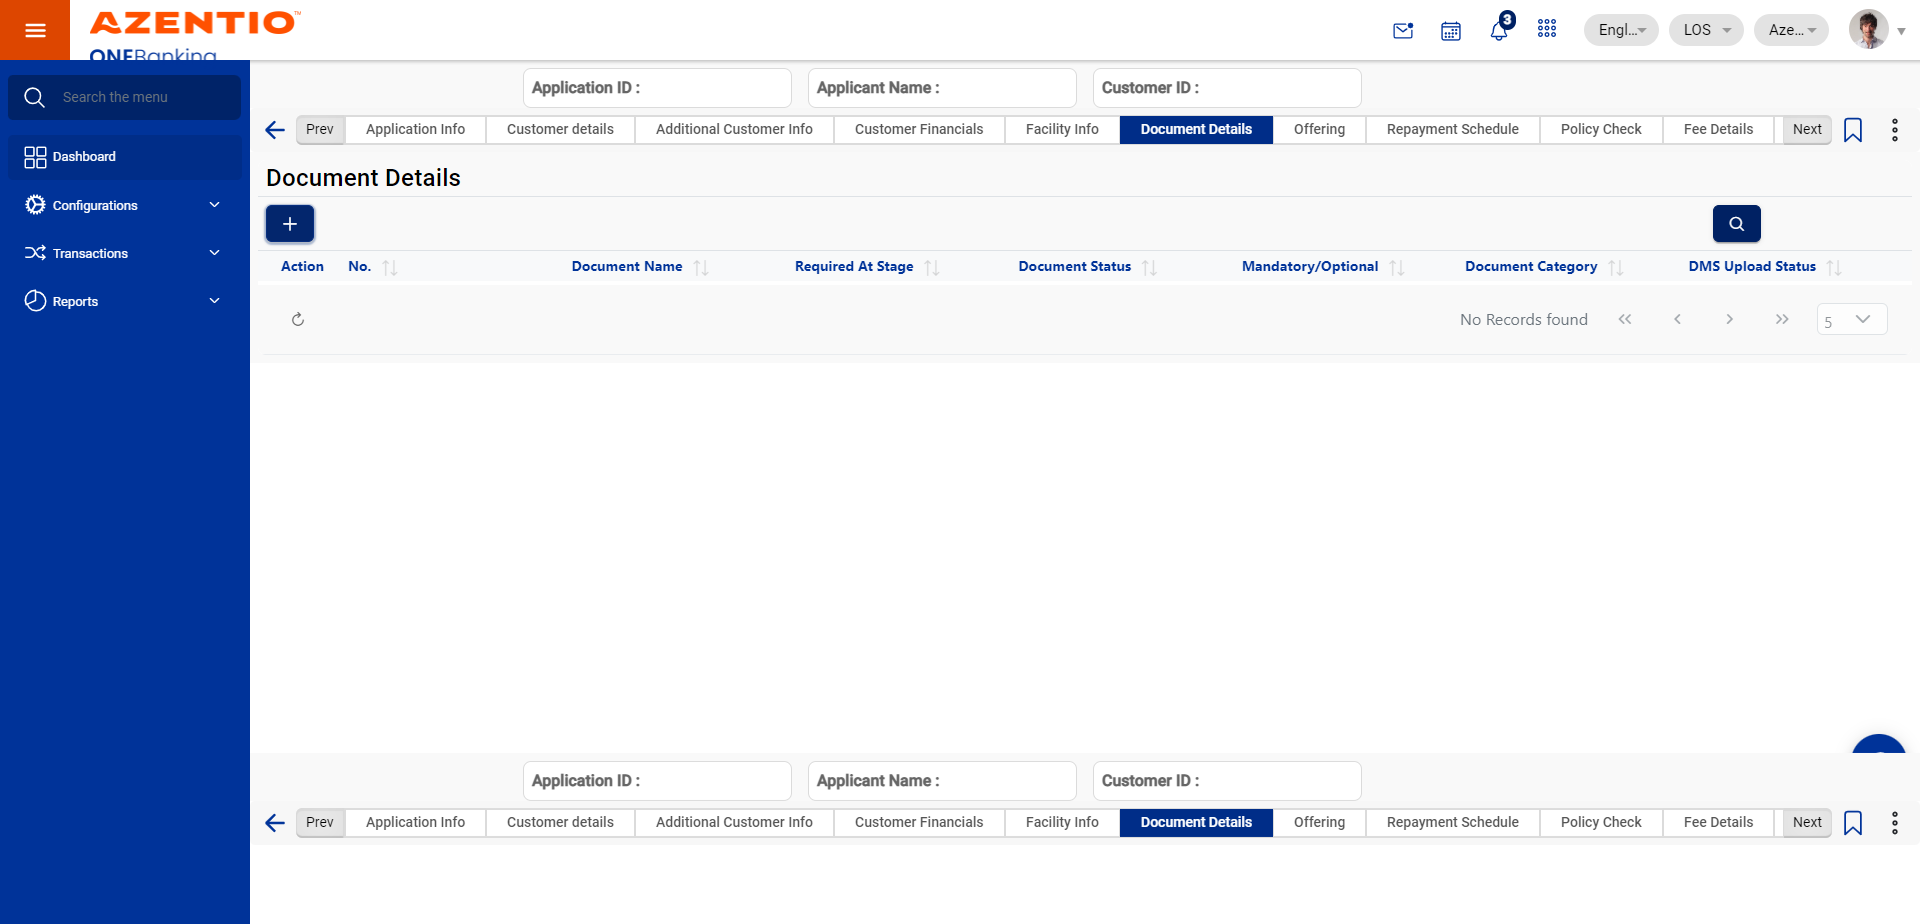 AZENTIO™
ONEBanking
3
Engl...
LOS
Aze...
Search the menu
Dashboard
Configurations
Transactions
Reports
Application ID :
Applicant Name :
Customer ID :
Prev
Application Info
Customer details
Additional Customer Info
Customer Financials
Facility Info
Document Details
Offering
Repayment Schedule
Policy Check
Fee Details
Next
Document Details
Action
No.
Document Name
Required At Stage
Document Status
Mandatory/Optional
Document Category
DMS Upload Status
No Records found
5
Application ID :
Applicant Name :
Customer ID :
Prev
Application Info
Customer details
Additional Customer Info
Customer Financials
Facility Info
Document Details
Offering
Repayment Schedule
Policy Check
Fee Details
Next